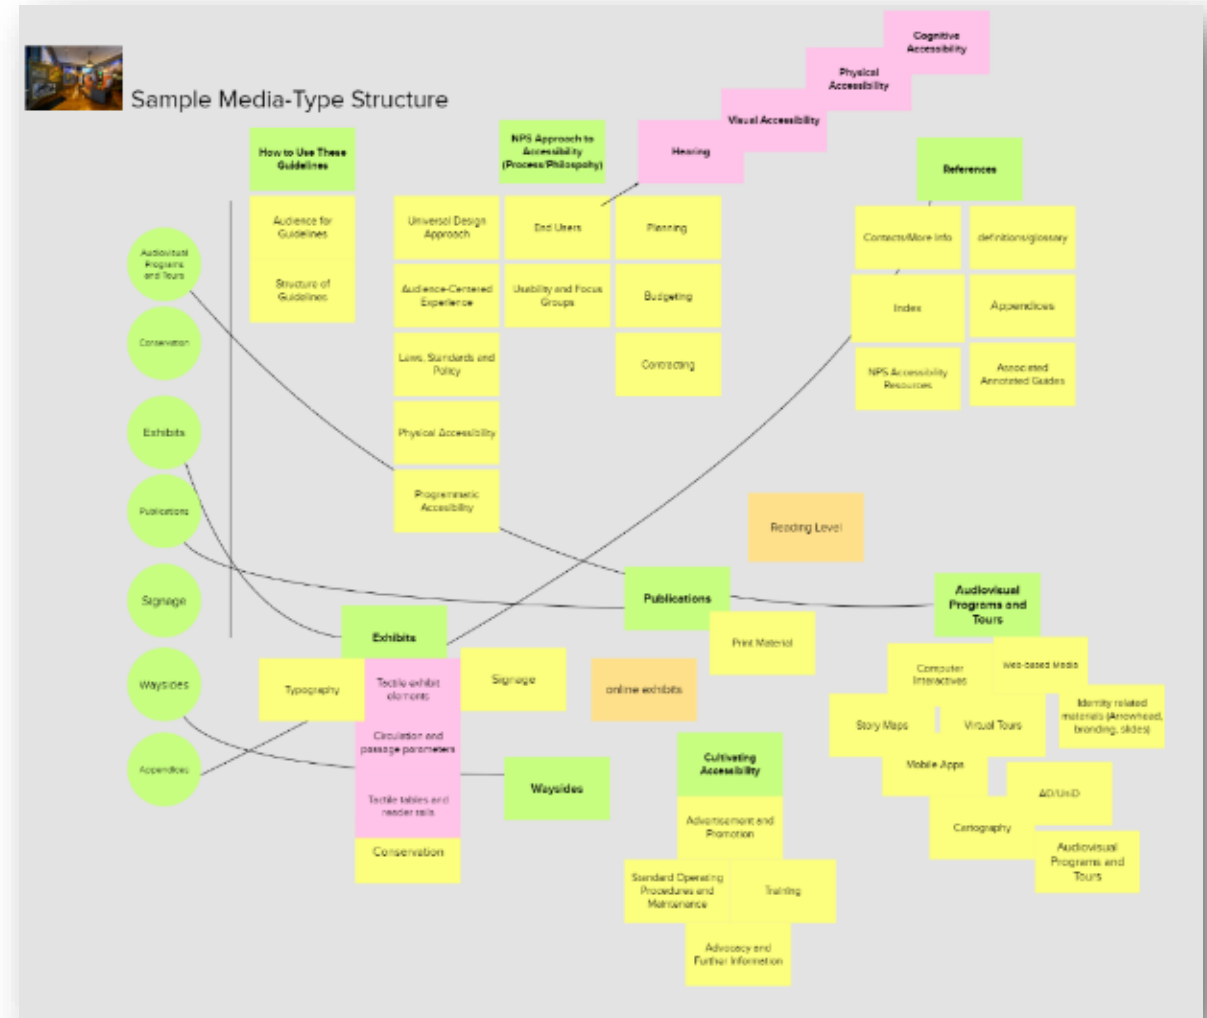 Cognitive
Accessibility
Physical
Accessibility
Visual Accessibility
Hearing
Sample Media-Type Structure
How to Use These
Guidelines
Audience for
Guidelines
Structure of
Guidelines
NPS Approach to
Accessibility
(Process/Philospohy)
Universal Design
Approach
Audience-Centered
Experience
Laws, Standards and
Policy
Physical Accessibility
Programmatic
Accesibility
End Users
Usability and Focus
Groups
Planning
Budgeting
Contracting
References
Contacts/More Info
definitions/glossary
Index
Appendices
NPS Accessibility
Resources
Associated
Annotated Guides
Audiovisual
Programs
and Tours
Conservation
Exhibits
Publications
Signage
Waysides
Appendices
Reading Level
Exhibits
Typography
Tactile exhibit
elements
Circulation and
passage parameters
Tactile tables and
reader rails
Conservation
Signage
Waysides
Publications
Print Material
online exhibits
Cultivating
Accessibility
Advertisement and
Promotion
Standard Operating
Procedures and
Maintenance
Training
Advocacy and
Further Information
Audiovisual
Programs and
Tours
Computer
Interactives
Web-based Media
Story Maps
Virtual Tours
Identity related
materials (Arrowhead,
branding, slides)
Mobile Apps
AD/UniD
Cartography
Audiovisual
Programs and
Tours